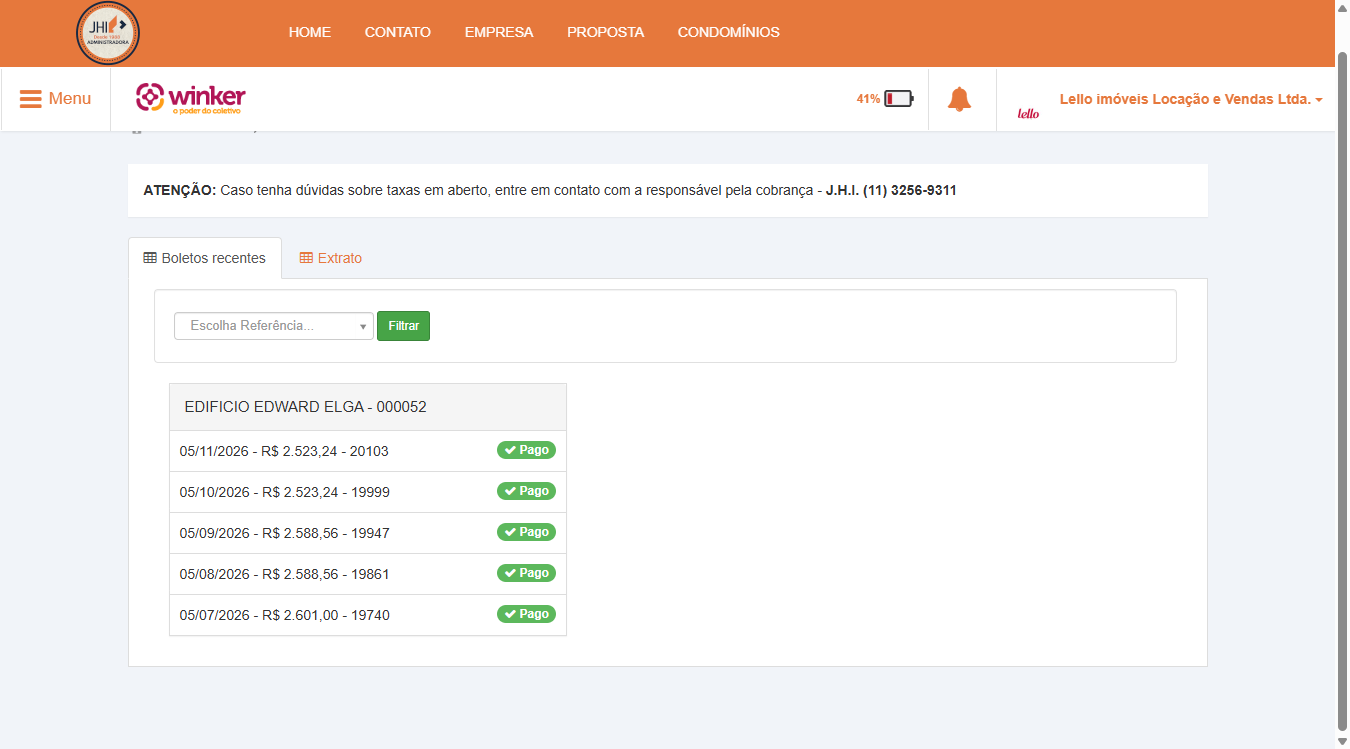 JHI
Desde 1980
ADMINISTRADORA
HOME CONTATO EMPRESA PROPOSTA CONDOMÍNIOS
Menu
winker
o poder do coletivo
41%
lello
Lello imóveis Locação e Vendas Ltda.
ATENÇÃO: Caso tenha dúvidas sobre taxas em aberto, entre em contato com a responsável pela cobrança - J.H.I. (11) 3256-9311
Boletos recentes
Extrato
Escolha Referência...
Filtrar
EDIFICIO EDWARD ELGA - 000052
05/11/2026 - R$ 2.523,24 - 20103 Pago
05/10/2026 - R$ 2.523,24 - 19999 Pago
05/09/2026 - R$ 2.588,56 - 19947 Pago
05/08/2026 - R$ 2.588,56 - 19861 Pago
05/07/2026 - R$ 2.601,00 - 19740 Pago